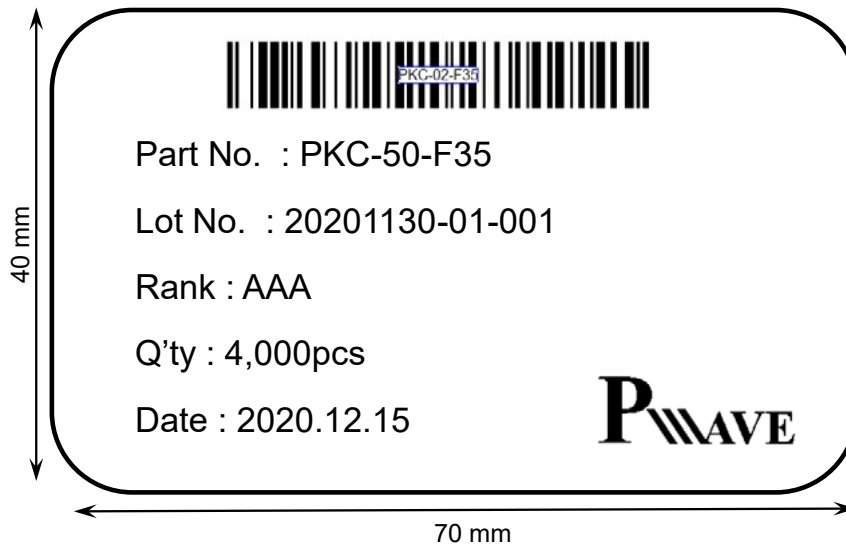 PKC-02-F35
Part No. : PKC-50-F35
Lot No. : 20201130-01-001
Rank : AAA
Q’ty : 4,000pcs
Date : 2020.12.15
PWAVE
40 mm
70 mm